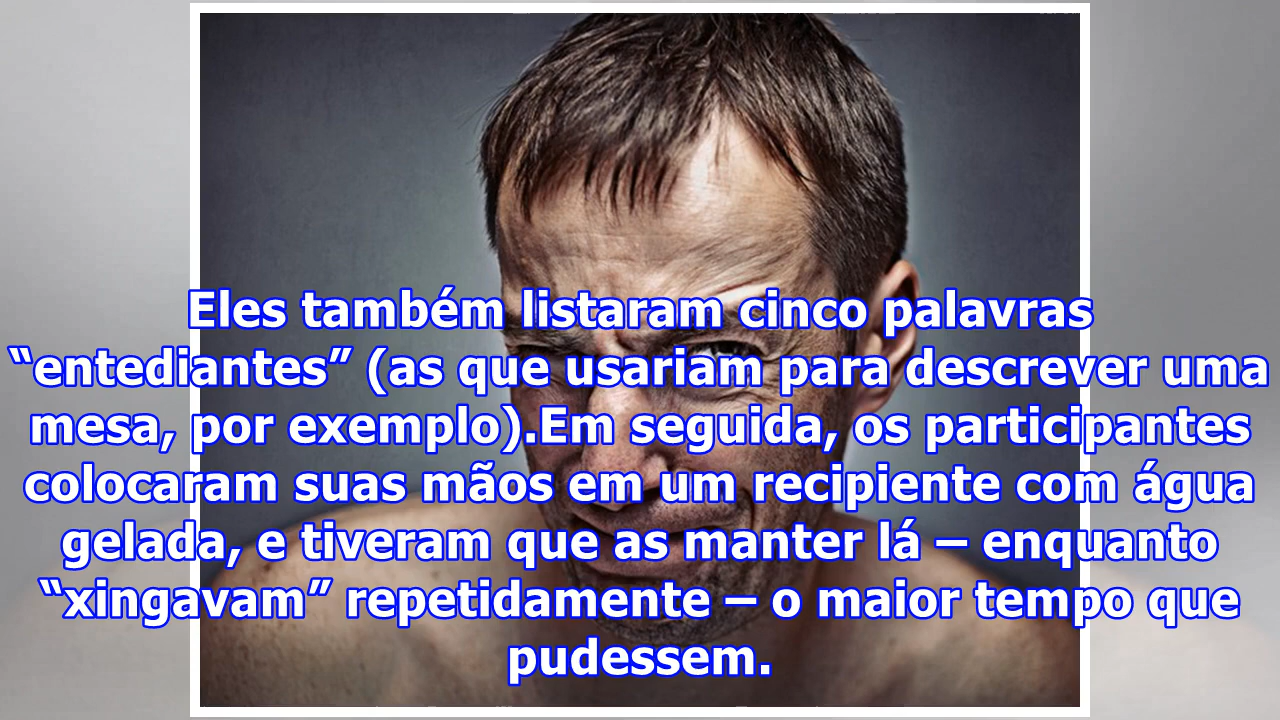 Eles também listaram cinco palavras
“entediantes” (as que usariam para descrever uma
mesa, por exemplo).Em seguida, os participantes
colocaram suas mãos em um recipiente com água
gelada, e tiveram que as manter lá – enquanto
“xingavam” repetidamente – o maior tempo que
pudessem.